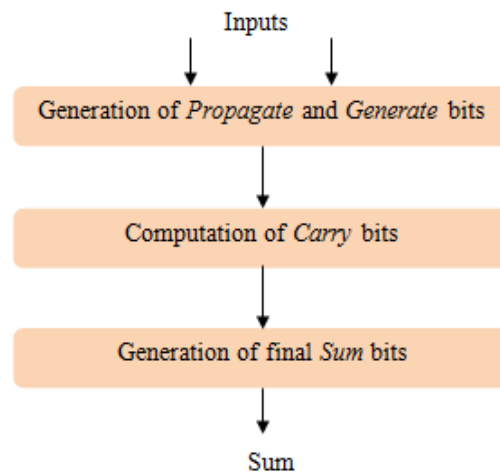 Inputs
Generation of Propagate and Generate bits
Computation of Carry bits
Generation of final Sum bits
Sum